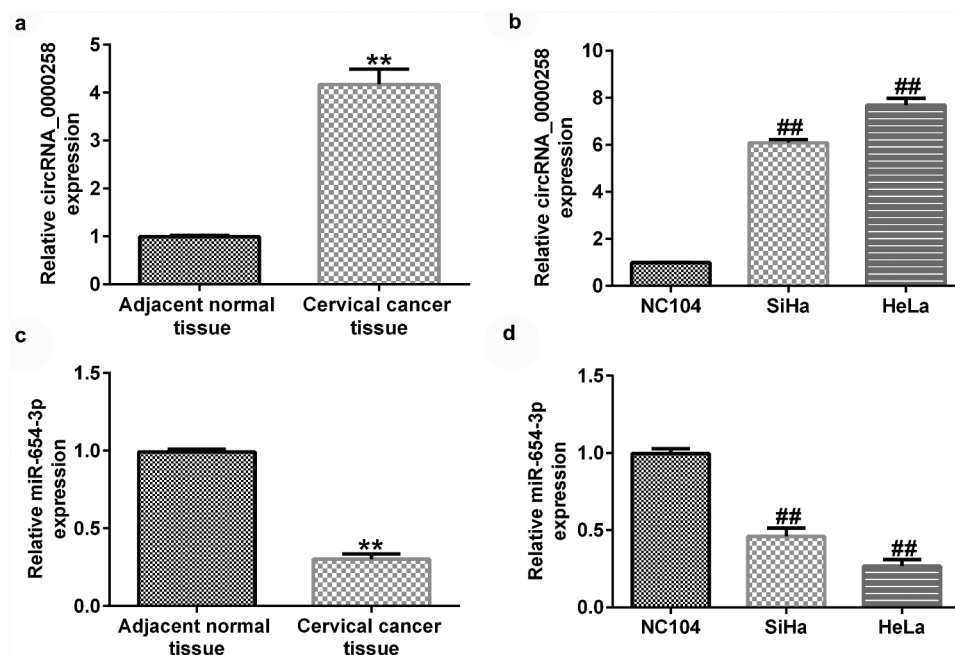 a
Relative circRNA_0000258
expression
5
4
3
2
1
0
**
Adjacent normal
tissue
Cervical cancer
tissue
b
Relative circRNA_0000258
expression
10
8
6
4
2
0
##
##
NC104
SiHa
HeLa
c
Relative miR-654-3p
expression
1.5
1.0
0.5
0.0
**
Adjacent normal
tissue
Cervical cancer
tissue
d
Relative miR-654-3p
expression
1.5
1.0
0.5
0.0
##
##
NC104
SiHa
HeLa